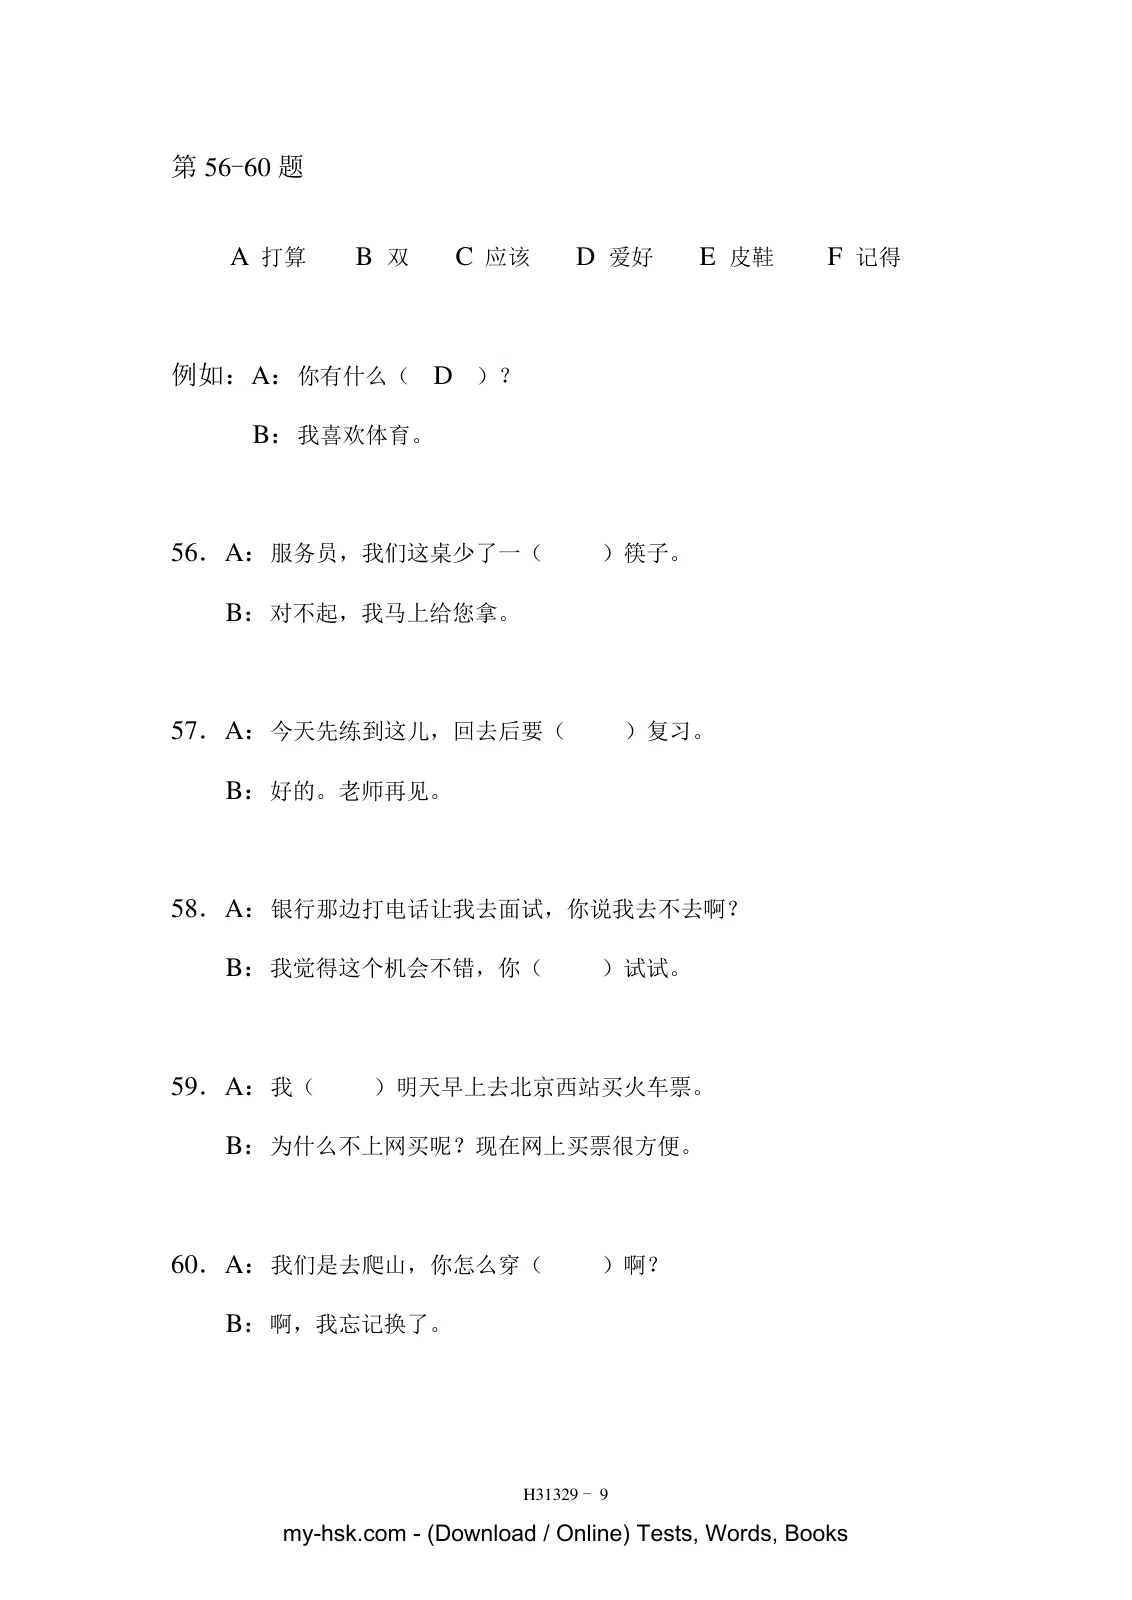 第 56-60 题
A 打算 B 双 C 应该 D 爱好 E 皮鞋 F 记得
例如：A：你有什么（ D ）？
B：我喜欢体育。
56．A：服务员，我们这桌少了一（ ）筷子。
B：对不起，我马上给您拿。
57．A：今天先练到这儿，回去后要（ ）复习。
B：好的。老师再见。
58．A：银行那边打电话让我去面试，你说我去不去啊？
B：我觉得这个机会不错，你（ ）试试。
59．A：我（ ）明天早上去北京西站买火车票。
B：为什么不上网买呢？现在网上买票很方便。
60．A：我们是去爬山，你怎么穿（ ）啊？
B：啊，我忘记换了。
H31329 - 9
my-hsk.com - (Download / Online) Tests, Words, Books